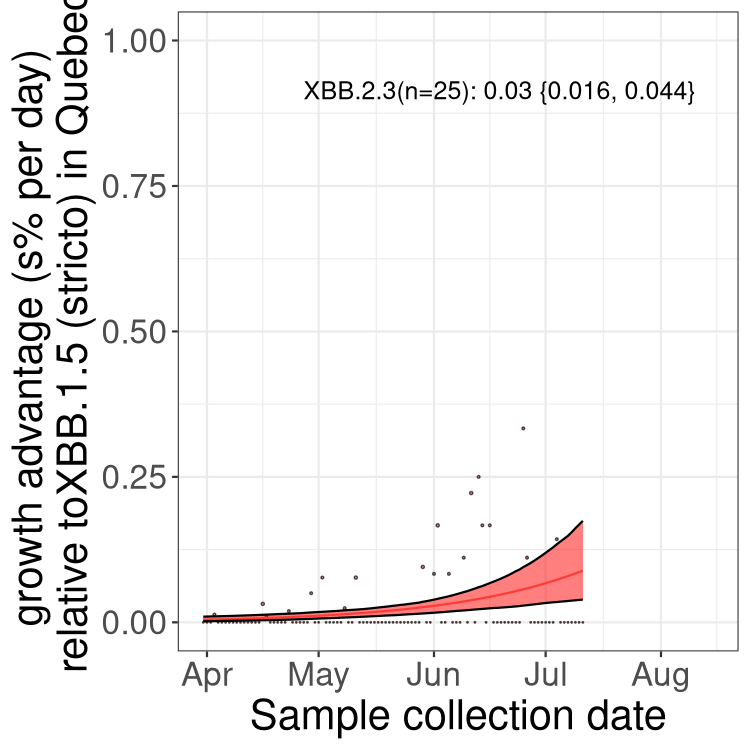 growth advantage (s% per day)
relative toXBB.1.5 (stricto) in Quebec
1.00
0.75
0.50
0.25
0.00
XBB.2.3(n=25): 0.03 {0.016, 0.044}
Apr May Jun Jul Aug
Sample collection date